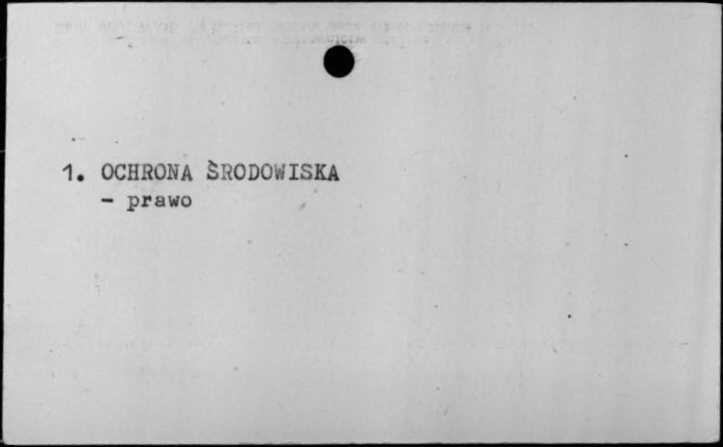 1. OCHRONA ŚRODOWISKA
- prawo